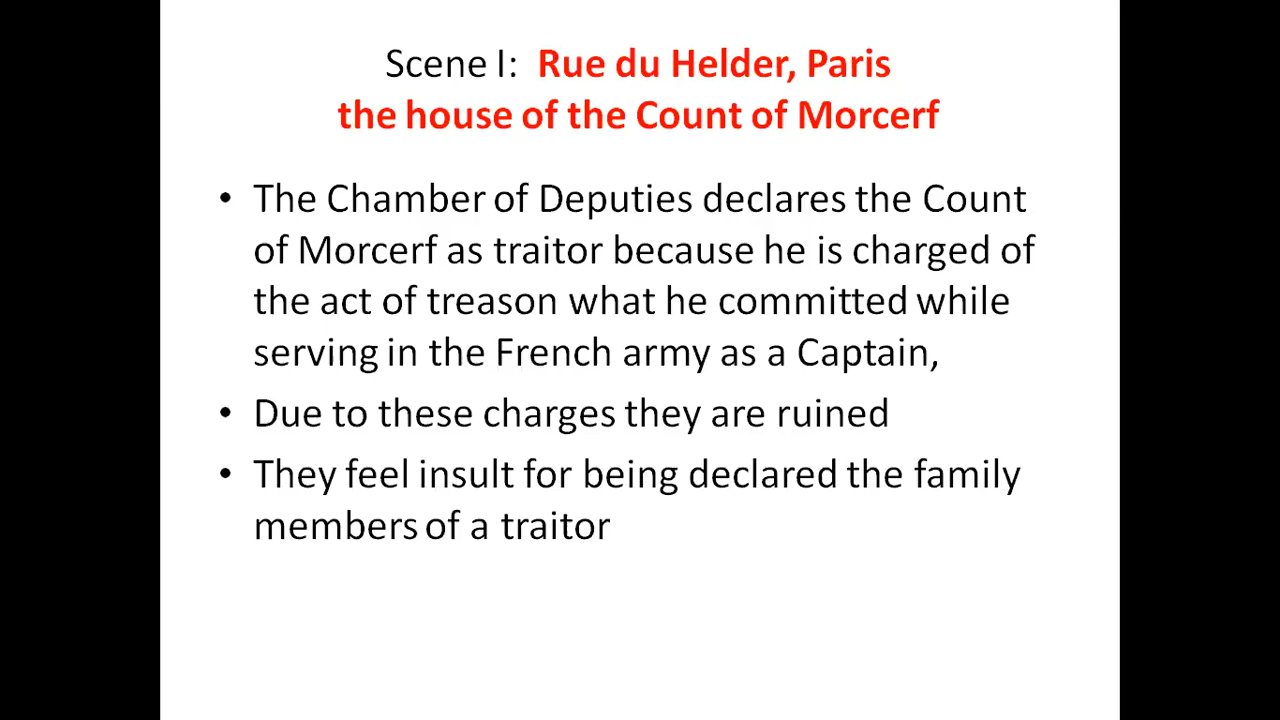 Scene I: Rue du Helder, Paris
the house of the Count of Morcerf
• The Chamber of Deputies declares the Count
of Morcerf as traitor because he is charged of
the act of treason what he committed while
serving in the French army as a Captain,
• Due to these charges they are ruined
• They feel insult for being declared the family
members of a traitor